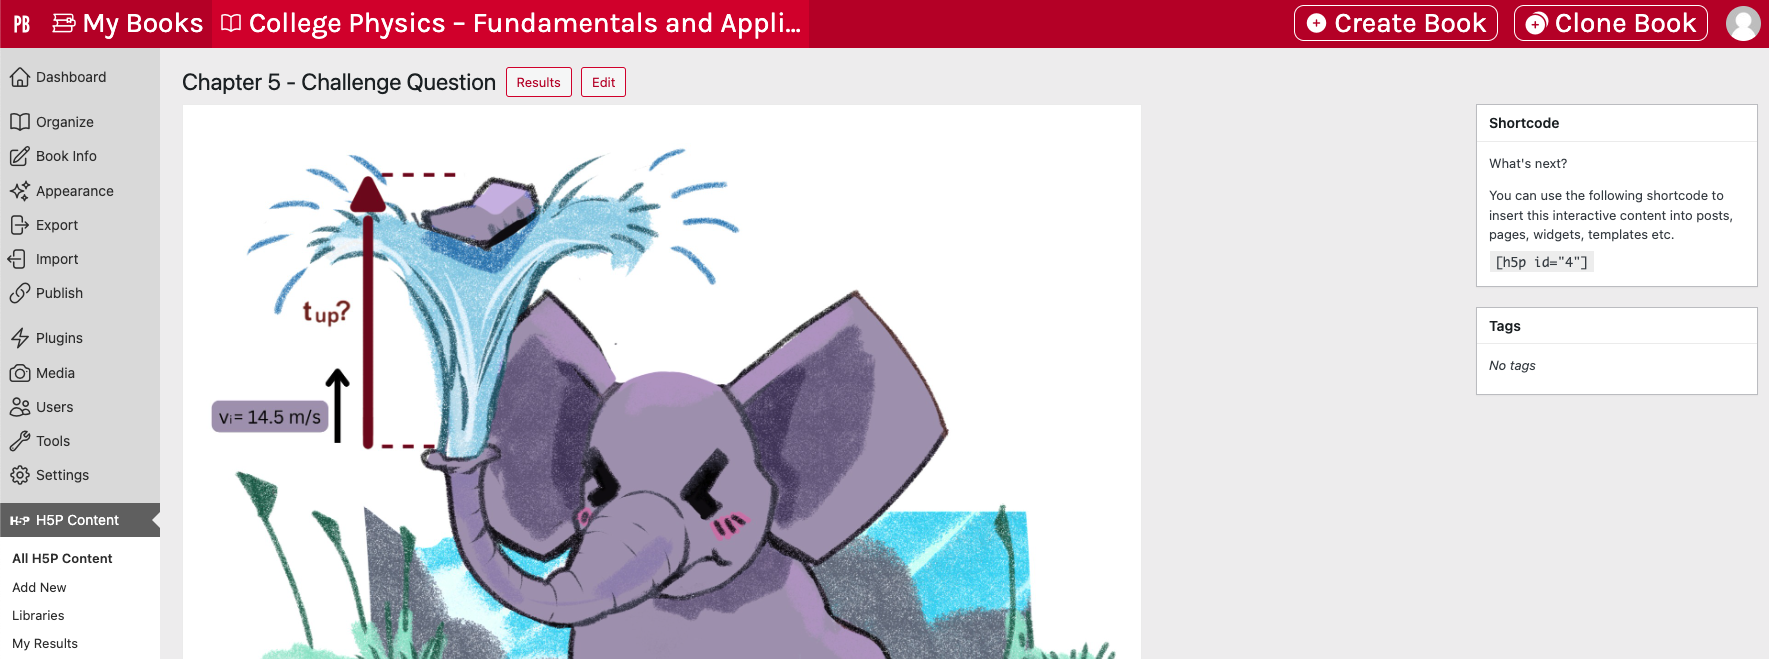 PB My Books College Physics – Fundamentals and Appli... Create Book Clone Book
Dashboard
Organize
Book Info
Appearance
Export
Import
Publish
Plugins
Media
Users
Tools
Settings
H-P H5P Content
All H5P Content
Add New
Libraries
My Results
Chapter 5 - Challenge Question Results Edit
tup?
vi= 14.5 m/s
Shortcode
What's next?
You can use the following shortcode to
insert this interactive content into posts,
pages, widgets, templates etc.
[h5p id="4"]
Tags
No tags